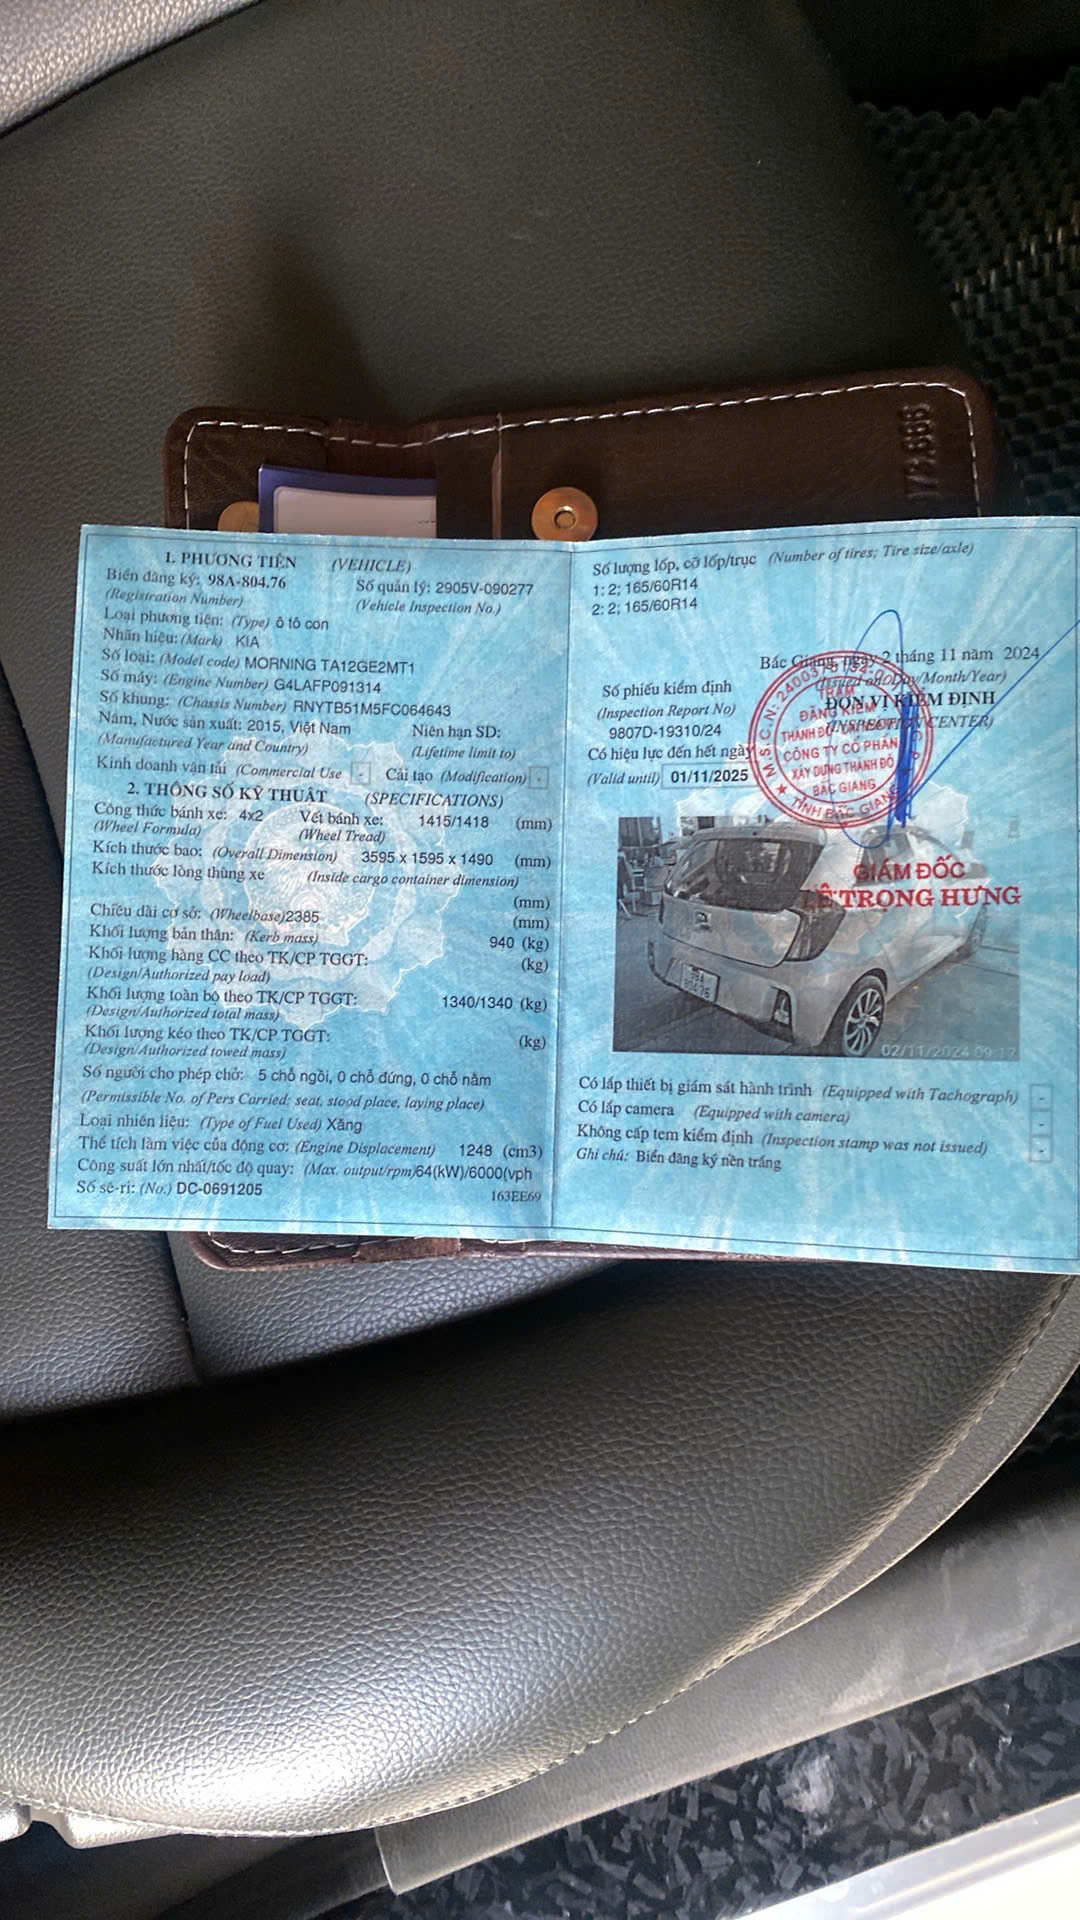 178.888
1. PHƯƠNG TIỆN (VEHICLE)
Biển đăng ký: 98A-804.76 Số quản lý: 2905V-090277
(Registration Number) (Vehicle Inspection No.)
Loại phương tiện: (Type) ô tô con
Nhãn hiệu: (Mark) KIA
Số loại: (Model code) MORNING TA12GE2MT1
Số máy: (Engine Number) G4LAFP091314
Số khung: (Chassis Number) RNYTB51M5FC064643
Năm, Nước sản xuất: 2015, Việt Nam Niên hạn SD:
(Manufactured Year and Country) (Lifetime limit to)
Kinh doanh vận tải (Commercial Use - Cải tạo (Modification) -
2. THÔNG SỐ KỸ THUẬT (SPECIFICATIONS)
Công thức bánh xe: 4x2 Vết bánh xe: 1415/1418 (mm)
(Wheel Formula) (Wheel Tread)
Kích thước bao: (Overall Dimension) 3595 x 1595 x 1490 (mm)
Kích thước lòng thùng xe (Inside cargo container dimension)
(mm)
Chiều dài cơ sở: (Wheelbase)2385 (mm)
Khối lượng bản thân: (Kerb mass) 940 (kg)
Khối lượng hàng CC theo TK/CP TGGT: (kg)
(Design/Authorized pay load)
Khối lượng toàn bộ theo TK/CP TGGT: 1340/1340 (kg)
(Design/Authorized total mass)
Khối lượng kéo theo TK/CP TGGT: (kg)
(Design/Authorized towed mass)
Số người cho phép chở: 5 chỗ ngồi, 0 chỗ đứng, 0 chỗ nằm
(Permissible No. of Pers Carried: seat, stood place, laying place)
Loại nhiên liệu: (Type of Fuel Used) Xăng
Thể tích làm việc của động cơ: (Engine Displacement) 1248 (cm3)
Công suất lớn nhất/tốc độ quay: (Max. output/rpm)64(kW)/6000(vph
Số sê-ri: (No.) DC-0691205 163EE69
Số lượng lốp, cỡ lốp/trục (Number of tires; Tire size/axle)
1: 2; 165/60R14
2: 2; 165/60R14
Bắc Giang, ngày 2 tháng 11 năm 2024
(Issued on: Day/Month/Year)
Số phiếu kiểm định ĐƠN VỊ KIỂM ĐỊNH
(Inspection Report No) (INSPECTION CENTER)
9807D-19310/24
Có hiệu lực đến hết ngày
(Valid until) 01/11/2025
TRẠM
ĐĂNG KIỂM
THÀNH ĐÔ
CÔNG TY CỔ PHẦN
XÂY DỰNG THÀNH ĐÔ
BẮC GIANG
TỈNH BẮC GIANG
GIÁM ĐỐC
LÊ TRỌNG HƯNG
98A
804.76
02/11/2024 09:17
Có lắp thiết bị giám sát hành trình (Equipped with Tachograph) -
Có lắp camera (Equipped with camera) -
Không cấp tem kiểm định (Inspection stamp was not issued) -
Ghi chú: Biển đăng ký nền trắng